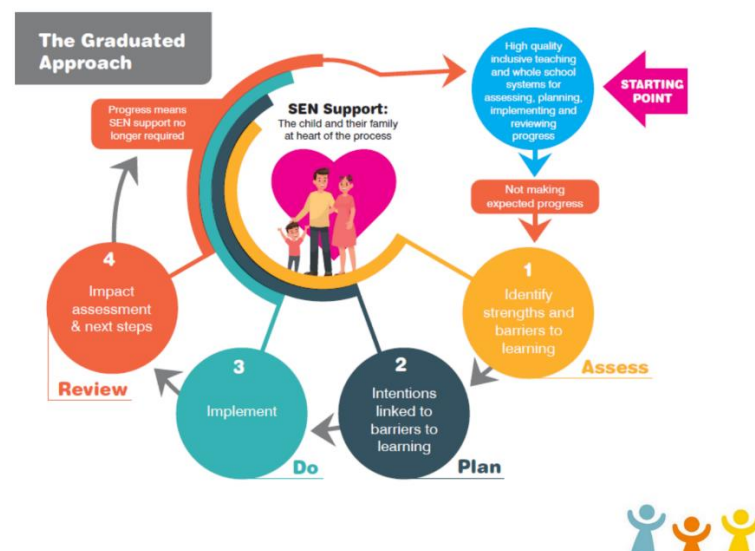 The Graduated
Approach
High quality
inclusive teaching
and whole school
systems for
assessing, planning,
implementing and
reviewing
progress
STARTING
POINT
SEN Support:
The child and their family
at heart of the process
Progress means
SEN support no
longer required
Not making
expected progress
1
Identify
strengths and
barriers to
learning
Assess
2
Intentions
linked to
barriers to
learning
Plan
3
Implement
Do
4
Impact
assessment
& next steps
Review